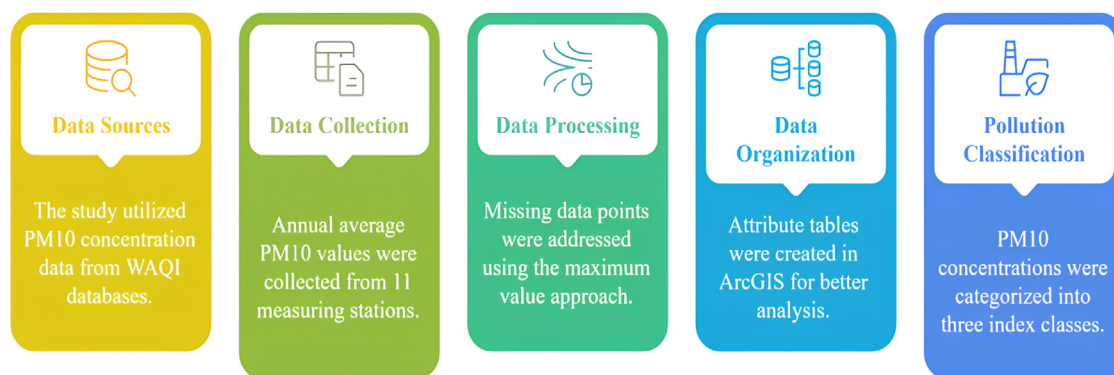 Data Sources
The study utilized
PM10 concentration
data from WAQI
databases.
Data Collection
Annual average
PM10 values were
collected from 11
measuring stations.
Data Processing
Missing data points
were addressed
using the maximum
value approach.
Data
Organization
Attribute tables
were created in
ArcGIS for better
analysis.
Pollution
Classification
PM10
concentrations were
categorized into
three index classes.